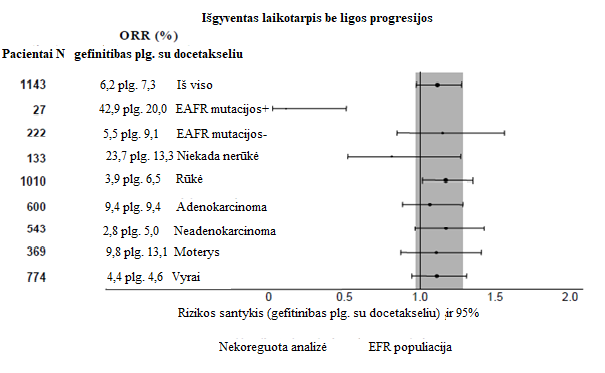 Išgyventas laikotarpis be ligos progresijos
ORR (%)
Pacientai N gefinitibas plg. su docetakseliu
1143 6,2 plg. 7,3 Iš viso
27 42,9 plg. 20,0 EAFR mutacijos+
222 5,5 plg. 9,1 EAFR mutacijos-
133 23,7 plg. 13,3 Niekada nerūkė
1010 3,9 plg. 6,5 Rūkė
600 9,4 plg. 9,4 Adenokarcinoma
543 2,8 plg. 5,0 Neadenokarcinoma
369 9,8 plg. 13,1 Moterys
774 4,4 plg. 4,6 Vyrai
0 0.5 1.0 1.5 2.0
Rizikos santykis (gefitinibas plg. su docetakseliu) ir 95%
Nekoreguota analizė EFR populiacija